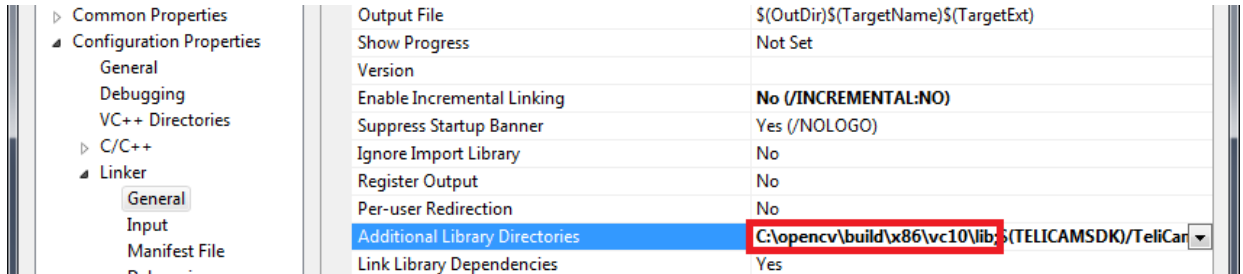 Common Properties
Configuration Properties
General
Debugging
VC++ Directories
C/C++
Linker
General
Input
Manifest File
Output File $(OutDir)$(TargetName)$(TargetExt)
Show Progress Not Set
Version
Enable Incremental Linking No (/INCREMENTAL:NO)
Suppress Startup Banner Yes (/NOLOGO)
Ignore Import Library No
Register Output No
Per-user Redirection No
Additional Library Directories C:\opencv\build\x86\vc10\lib;$(TELICAMSDK)/TeliCam
Link Library Dependencies Yes